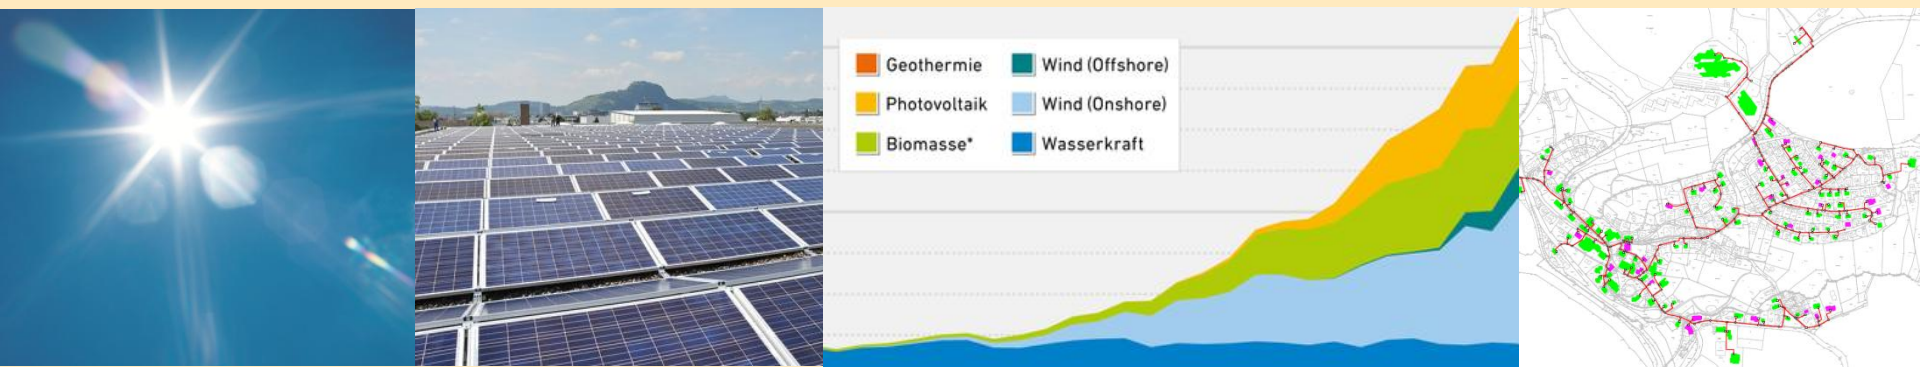 Geothermie
Wind (Offshore)
Photovoltaik
Wind (Onshore)
Biomasse*
Wasserkraft